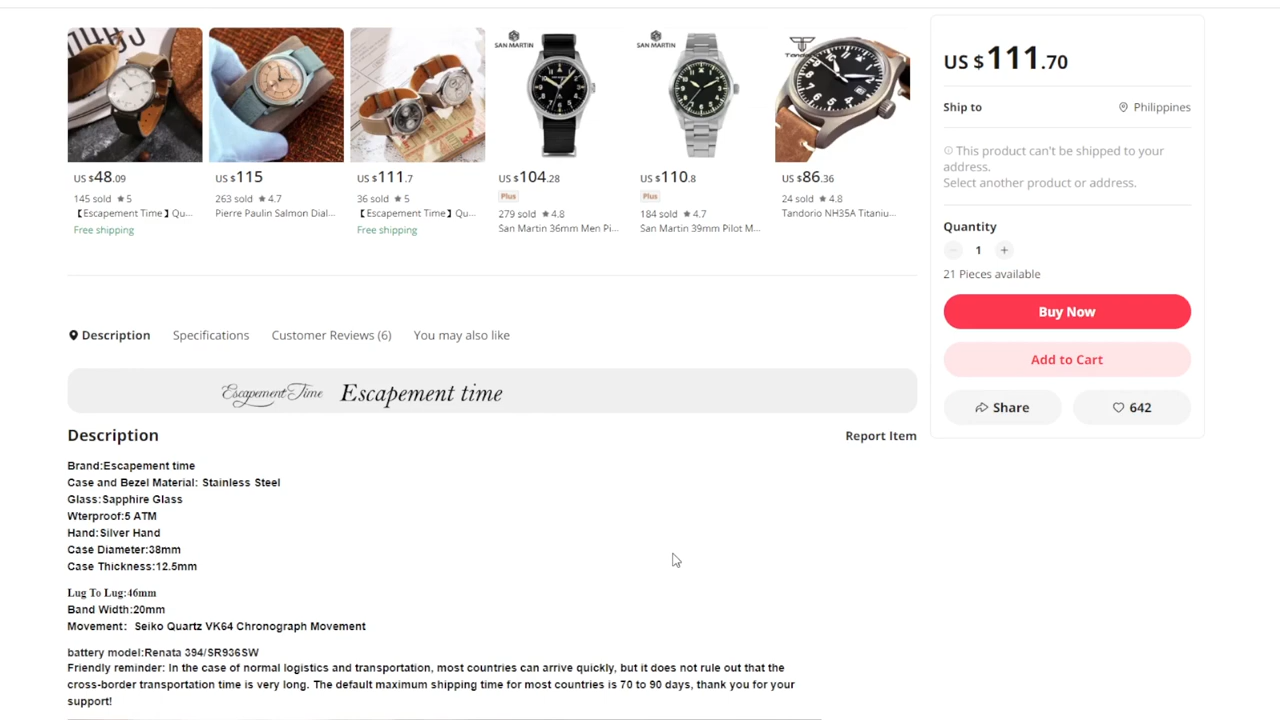 SAN MARTIN
SAN MARTIN
Tandorio
US $48.09
145 sold ★ 5
【Escapement Time】Qu...
Free shipping
US $115
263 sold ★ 4.7
Pierre Paulin Salmon Dial...
US $111.7
36 sold ★ 5
【Escapement Time】Qu...
Free shipping
US $104.28
Plus
279 sold ★ 4.8
San Martin 36mm Men Pi...
US $110.8
Plus
184 sold ★ 4.7
San Martin 39mm Pilot M...
US $86.36
24 sold ★ 4.8
Tandorio NH35A Titaniu...
US $111.70
Ship to Philippines
This product can't be shipped to your
address.
Select another product or address.
Quantity
1 +
21 Pieces available
Buy Now
Add to Cart
Share 642
Description Specifications Customer Reviews (6) You may also like
Escapement Time Escapement time
Description Report Item
Brand:Escapement time
Case and Bezel Material: Stainless Steel
Glass:Sapphire Glass
Wterproof:5 ATM
Hand:Silver Hand
Case Diameter:38mm
Case Thickness:12.5mm
Lug To Lug:46mm
Band Width:20mm
Movement: Seiko Quartz VK64 Chronograph Movement
battery model:Renata 394/SR936SW
Friendly reminder: In the case of normal logistics and transportation, most countries can arrive quickly, but it does not rule out that the
cross-border transportation time is very long. The default maximum shipping time for most countries is 70 to 90 days, thank you for your
support!